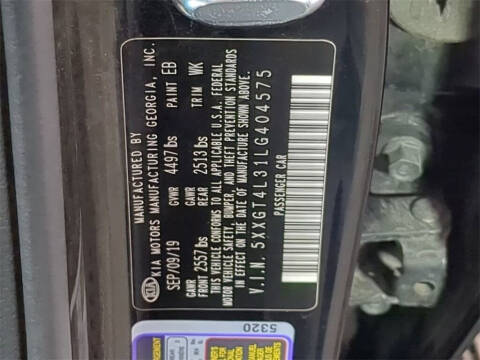 MANUFACTURED BY
KIA KIA MOTORS MANUFACTURING GEORGIA, INC.
SEP/09/19 GVWR 4497lbs PAINT EB
GAWR FRONT 2557lbs GAWR REAR 2513lbs TRIM WK
THIS VEHICLE CONFORMS TO ALL APPLICABLE U.S.A. FEDERAL
MOTOR VEHICLE SAFETY, BUMPER, AND THEFT PREVENTION STANDARDS
IN EFFECT ON THE DATE OF MANUFACTURE SHOWN ABOVE.
V.I.N. 5XXGT4L31LG404575
PASSENGER CAR
5320